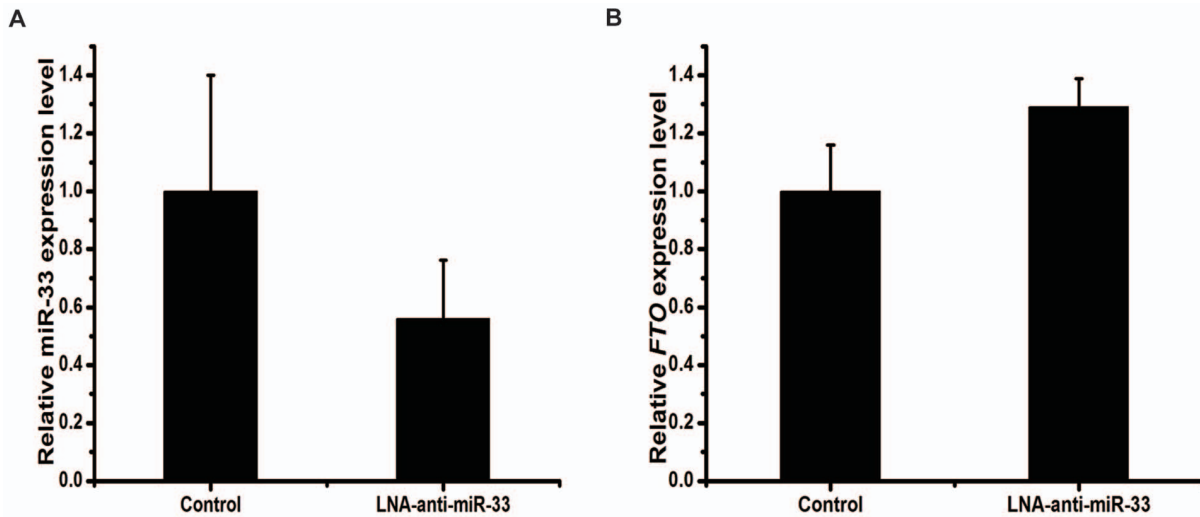 A
Relative miR-33 expression level
1.4
1.2
1.0
0.8
0.6
0.4
0.2
0.0
Control
LNA-anti-miR-33
B
Relative FTO expression level
1.4
1.2
1.0
0.8
0.6
0.4
0.2
0.0
Control
LNA-anti-miR-33